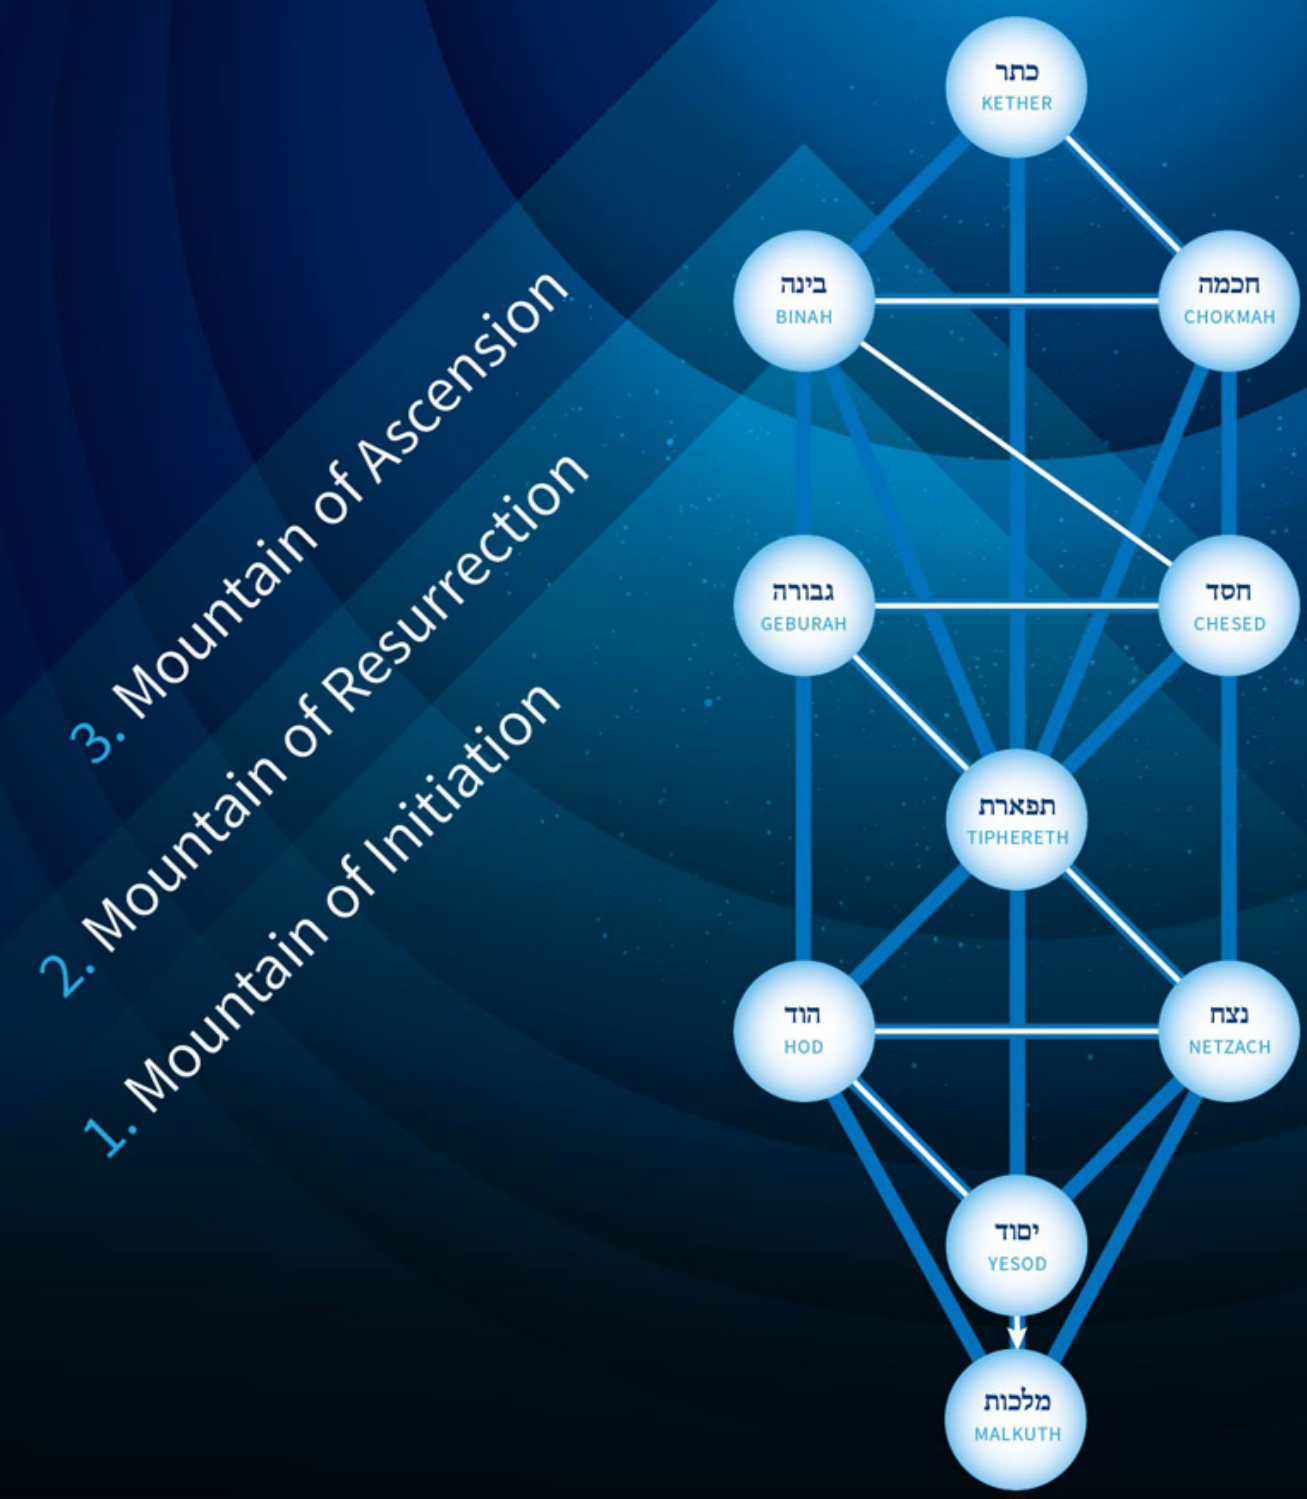 כתר
KETHER
בינה
BINAH
חכמה
CHOKMAH
3. Mountain of Ascension
2. Mountain of Resurrection
1. Mountain of Initiation
גבורה
GEBURAH
חסד
CHESED
תפארת
TIPHERETH
הוד
HOD
נצח
NETZACH
יסוד
YESOD
מלכות
MALKUTH